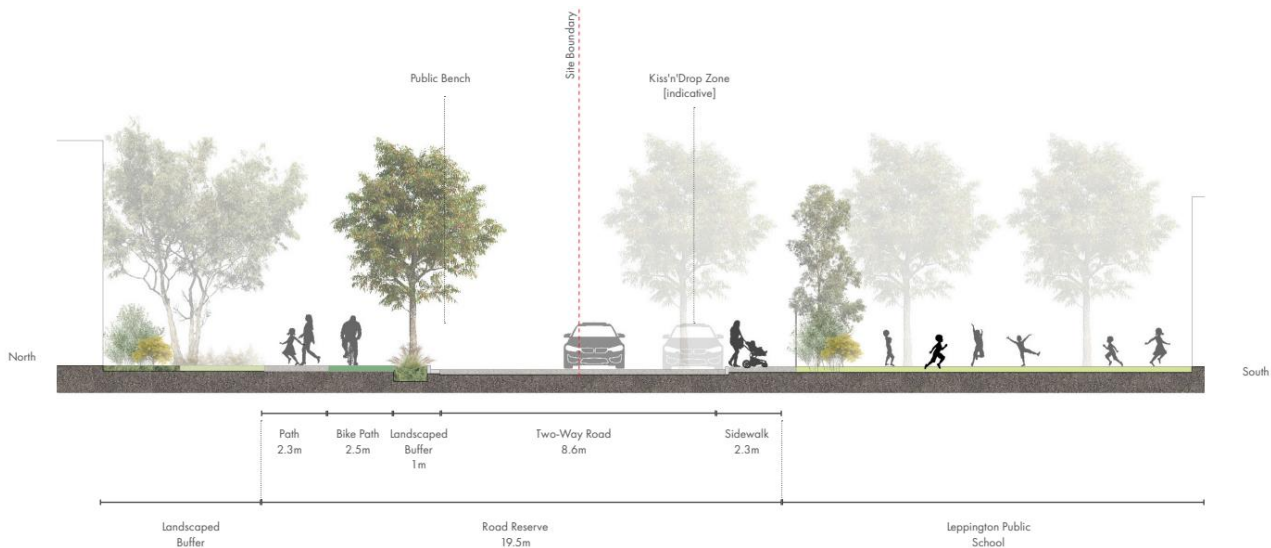 Site Boundary
Public Bench
Kiss'n'Drop Zone
[indicative]
North
South
Path
2.3m
Bike Path
2.5m
Landscaped
Buffer
1m
Two-Way Road
8.6m
Sidewalk
2.3m
Landscaped
Buffer
Road Reserve
19.5m
Leppington Public
School